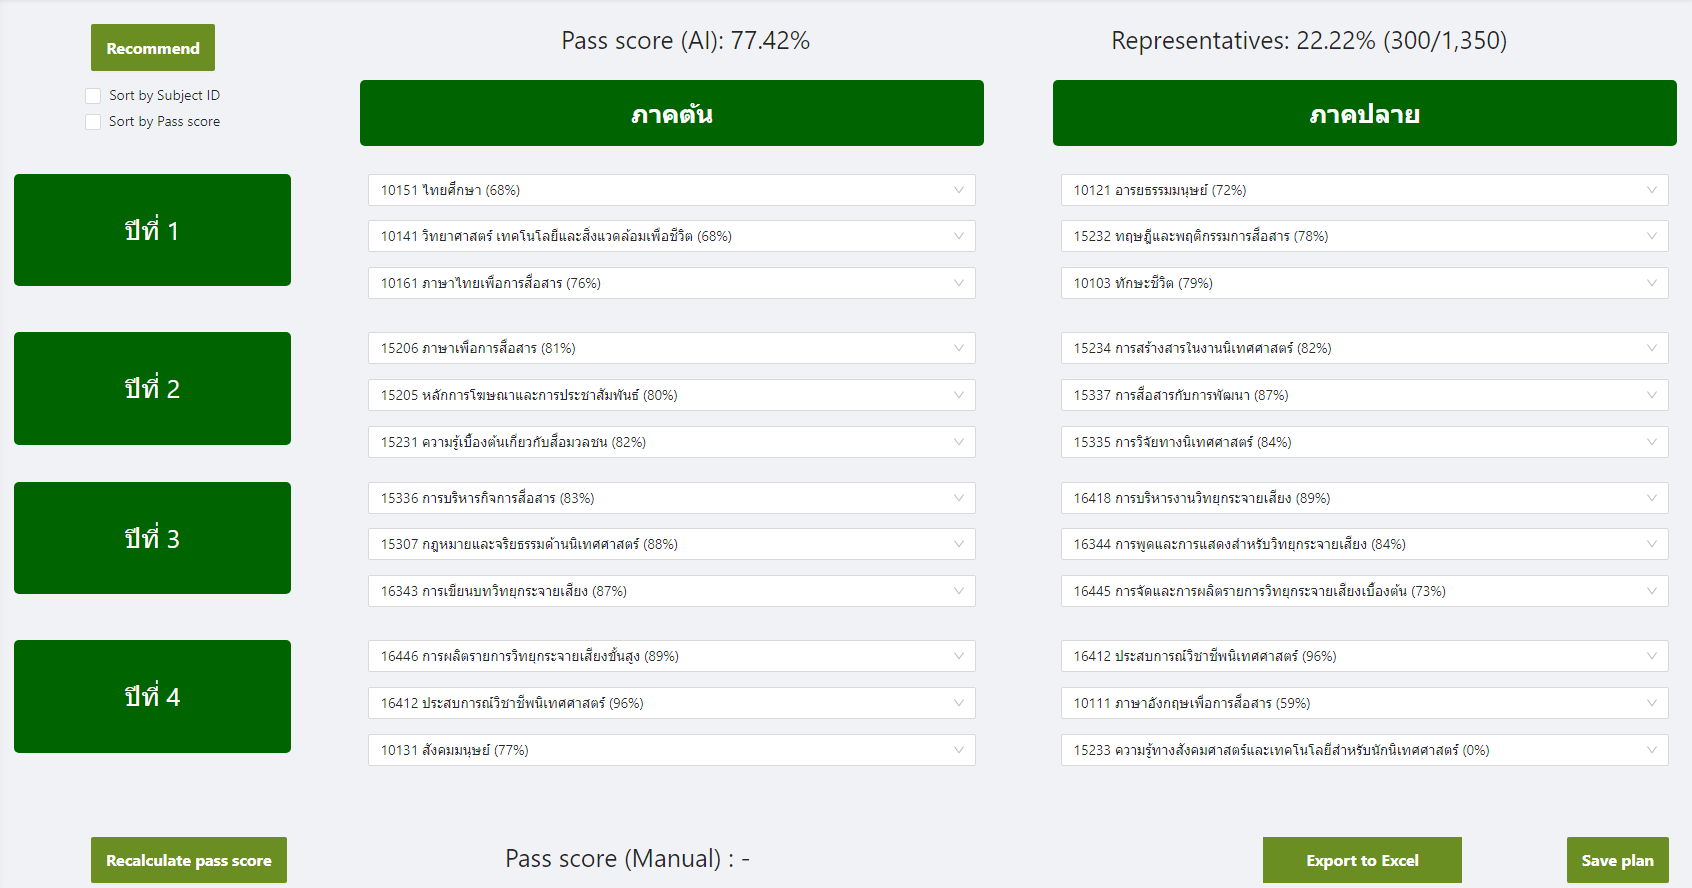 Recommend
Pass score (AI): 77.42%
Representatives: 22.22% (300/1,350)
Sort by Subject ID
Sort by Pass score
ภาคต้น
ภาคปลาย
ปีที่ 1
10151 ไทยศึกษา (68%)
10121 อารยธรรมมนุษย์ (72%)
10141 วิทยาศาสตร์ เทคโนโลยีและสิ่งแวดล้อมเพื่อชีวิต (68%)
15232 ทฤษฎีและพฤติกรรมการสื่อสาร (78%)
10161 ภาษาไทยเพื่อการสื่อสาร (76%)
10103 ทักษะชีวิต (79%)
ปีที่ 2
15206 ภาษาเพื่อการสื่อสาร (81%)
15234 การสร้างสารในงานนิเทศศาสตร์ (82%)
15205 หลักการโฆษณาและการประชาสัมพันธ์ (80%)
15337 การสื่อสารกับการพัฒนา (87%)
15231 ความรู้เบื้องต้นเกี่ยวกับสื่อมวลชน (82%)
15335 การวิจัยทางนิเทศศาสตร์ (84%)
ปีที่ 3
15336 การบริหารกิจการสื่อสาร (83%)
16418 การบริหารงานวิทยุกระจายเสียง (89%)
15307 กฎหมายและจริยธรรมด้านนิเทศศาสตร์ (88%)
16344 การพูดและการแสดงสำหรับวิทยุกระจายเสียง (84%)
16343 การเขียนบทวิทยุกระจายเสียง (87%)
16445 การจัดและการผลิตรายการวิทยุกระจายเสียงเบื้องต้น (73%)
ปีที่ 4
16446 การผลิตรายการวิทยุกระจายเสียงขั้นสูง (89%)
16412 ประสบการณ์วิชาชีพนิเทศศาสตร์ (96%)
16412 ประสบการณ์วิชาชีพนิเทศศาสตร์ (96%)
10111 ภาษาอังกฤษเพื่อการสื่อสาร (59%)
10131 สังคมมนุษย์ (77%)
15233 ความรู้ทางสังคมศาสตร์และเทคโนโลยีสำหรับนักนิเทศศาสตร์ (0%)
Recalculate pass score
Pass score (Manual) : -
Export to Excel
Save plan